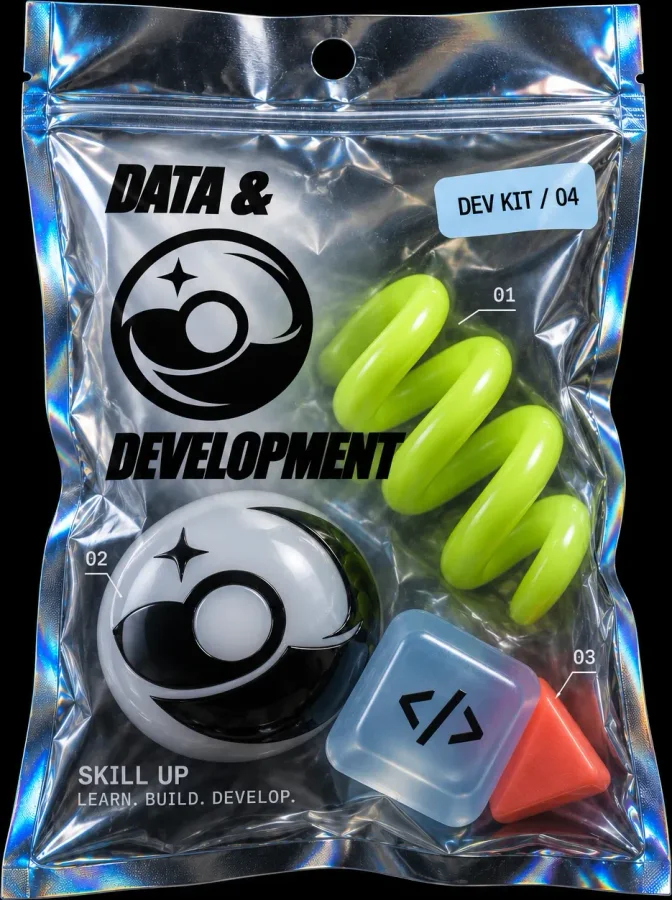 DATA &
DEV KIT / 04
01
DEVELOPMENT
02
</>
03
SKILL UP
LEARN. BUILD. DEVELOP.